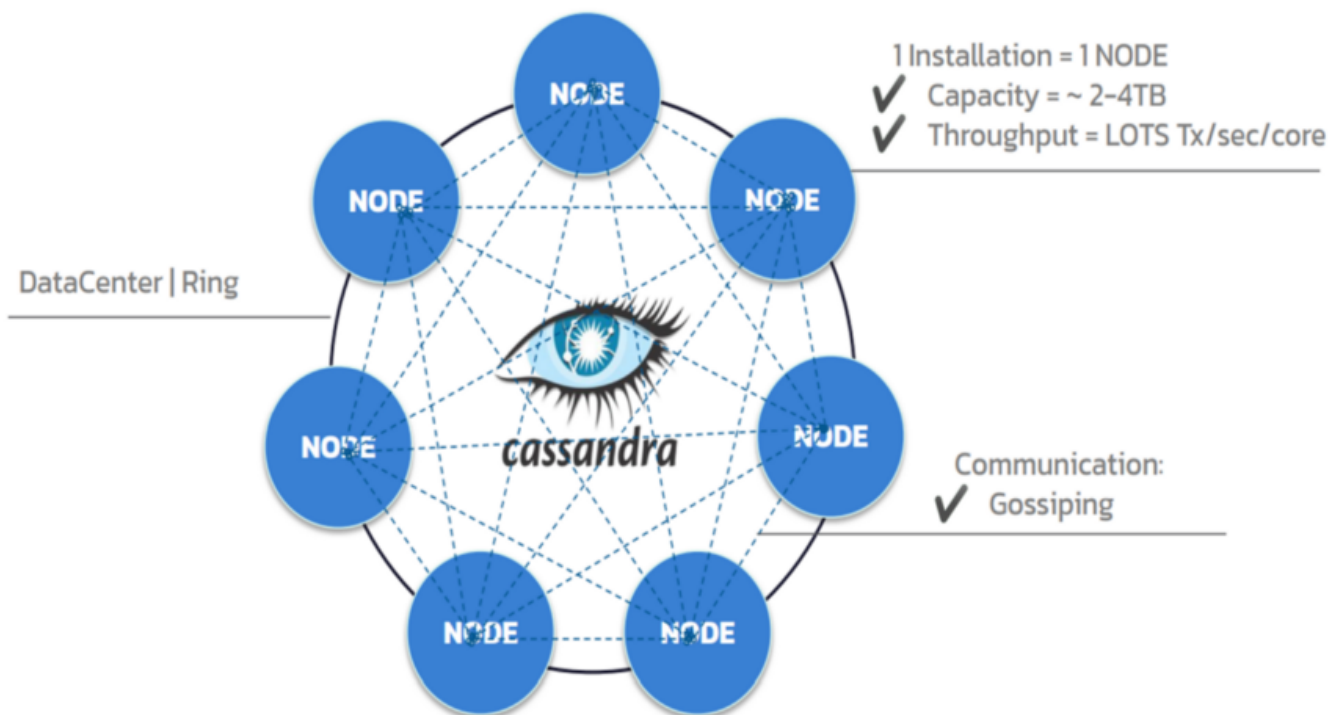 1 Installation = 1 NODE
✔ Capacity = ~ 2-4TB
✔ Throughput = LOTS Tx/sec/core
NODE
NODE
NODE
DataCenter | Ring
NODE
NODE
cassandra
Communication:
✔ Gossiping
NODE
NODE